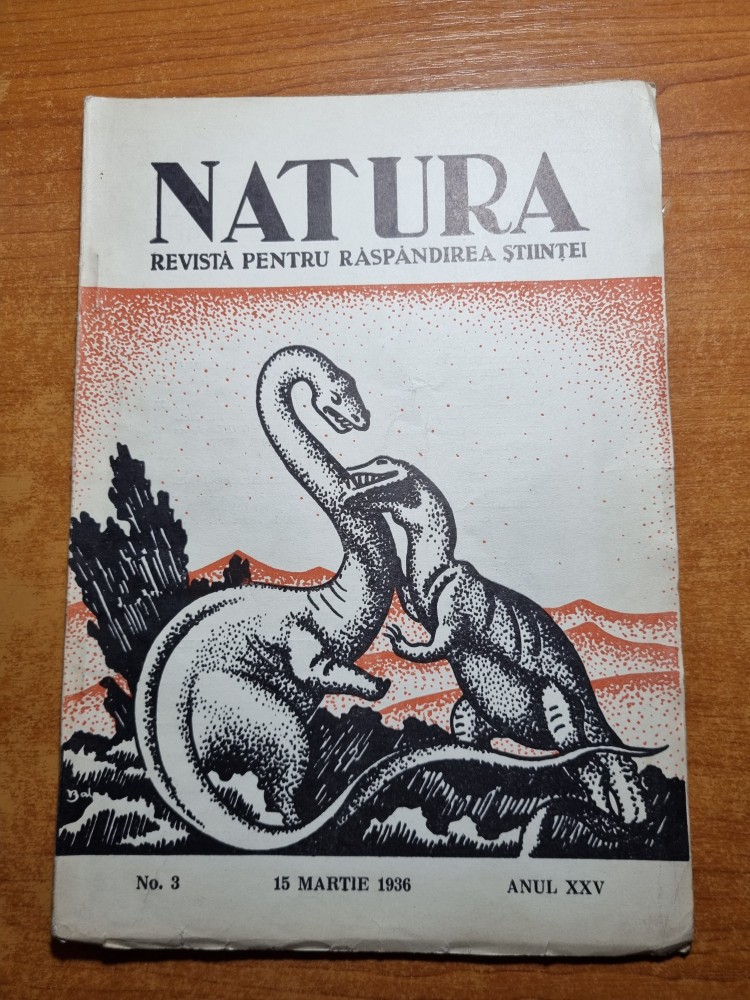 NATURA
REVISTĂ PENTRU RĂSPÂNDIREA ȘTIINȚEI
No. 3 15 MARTIE 1936 ANUL XXV